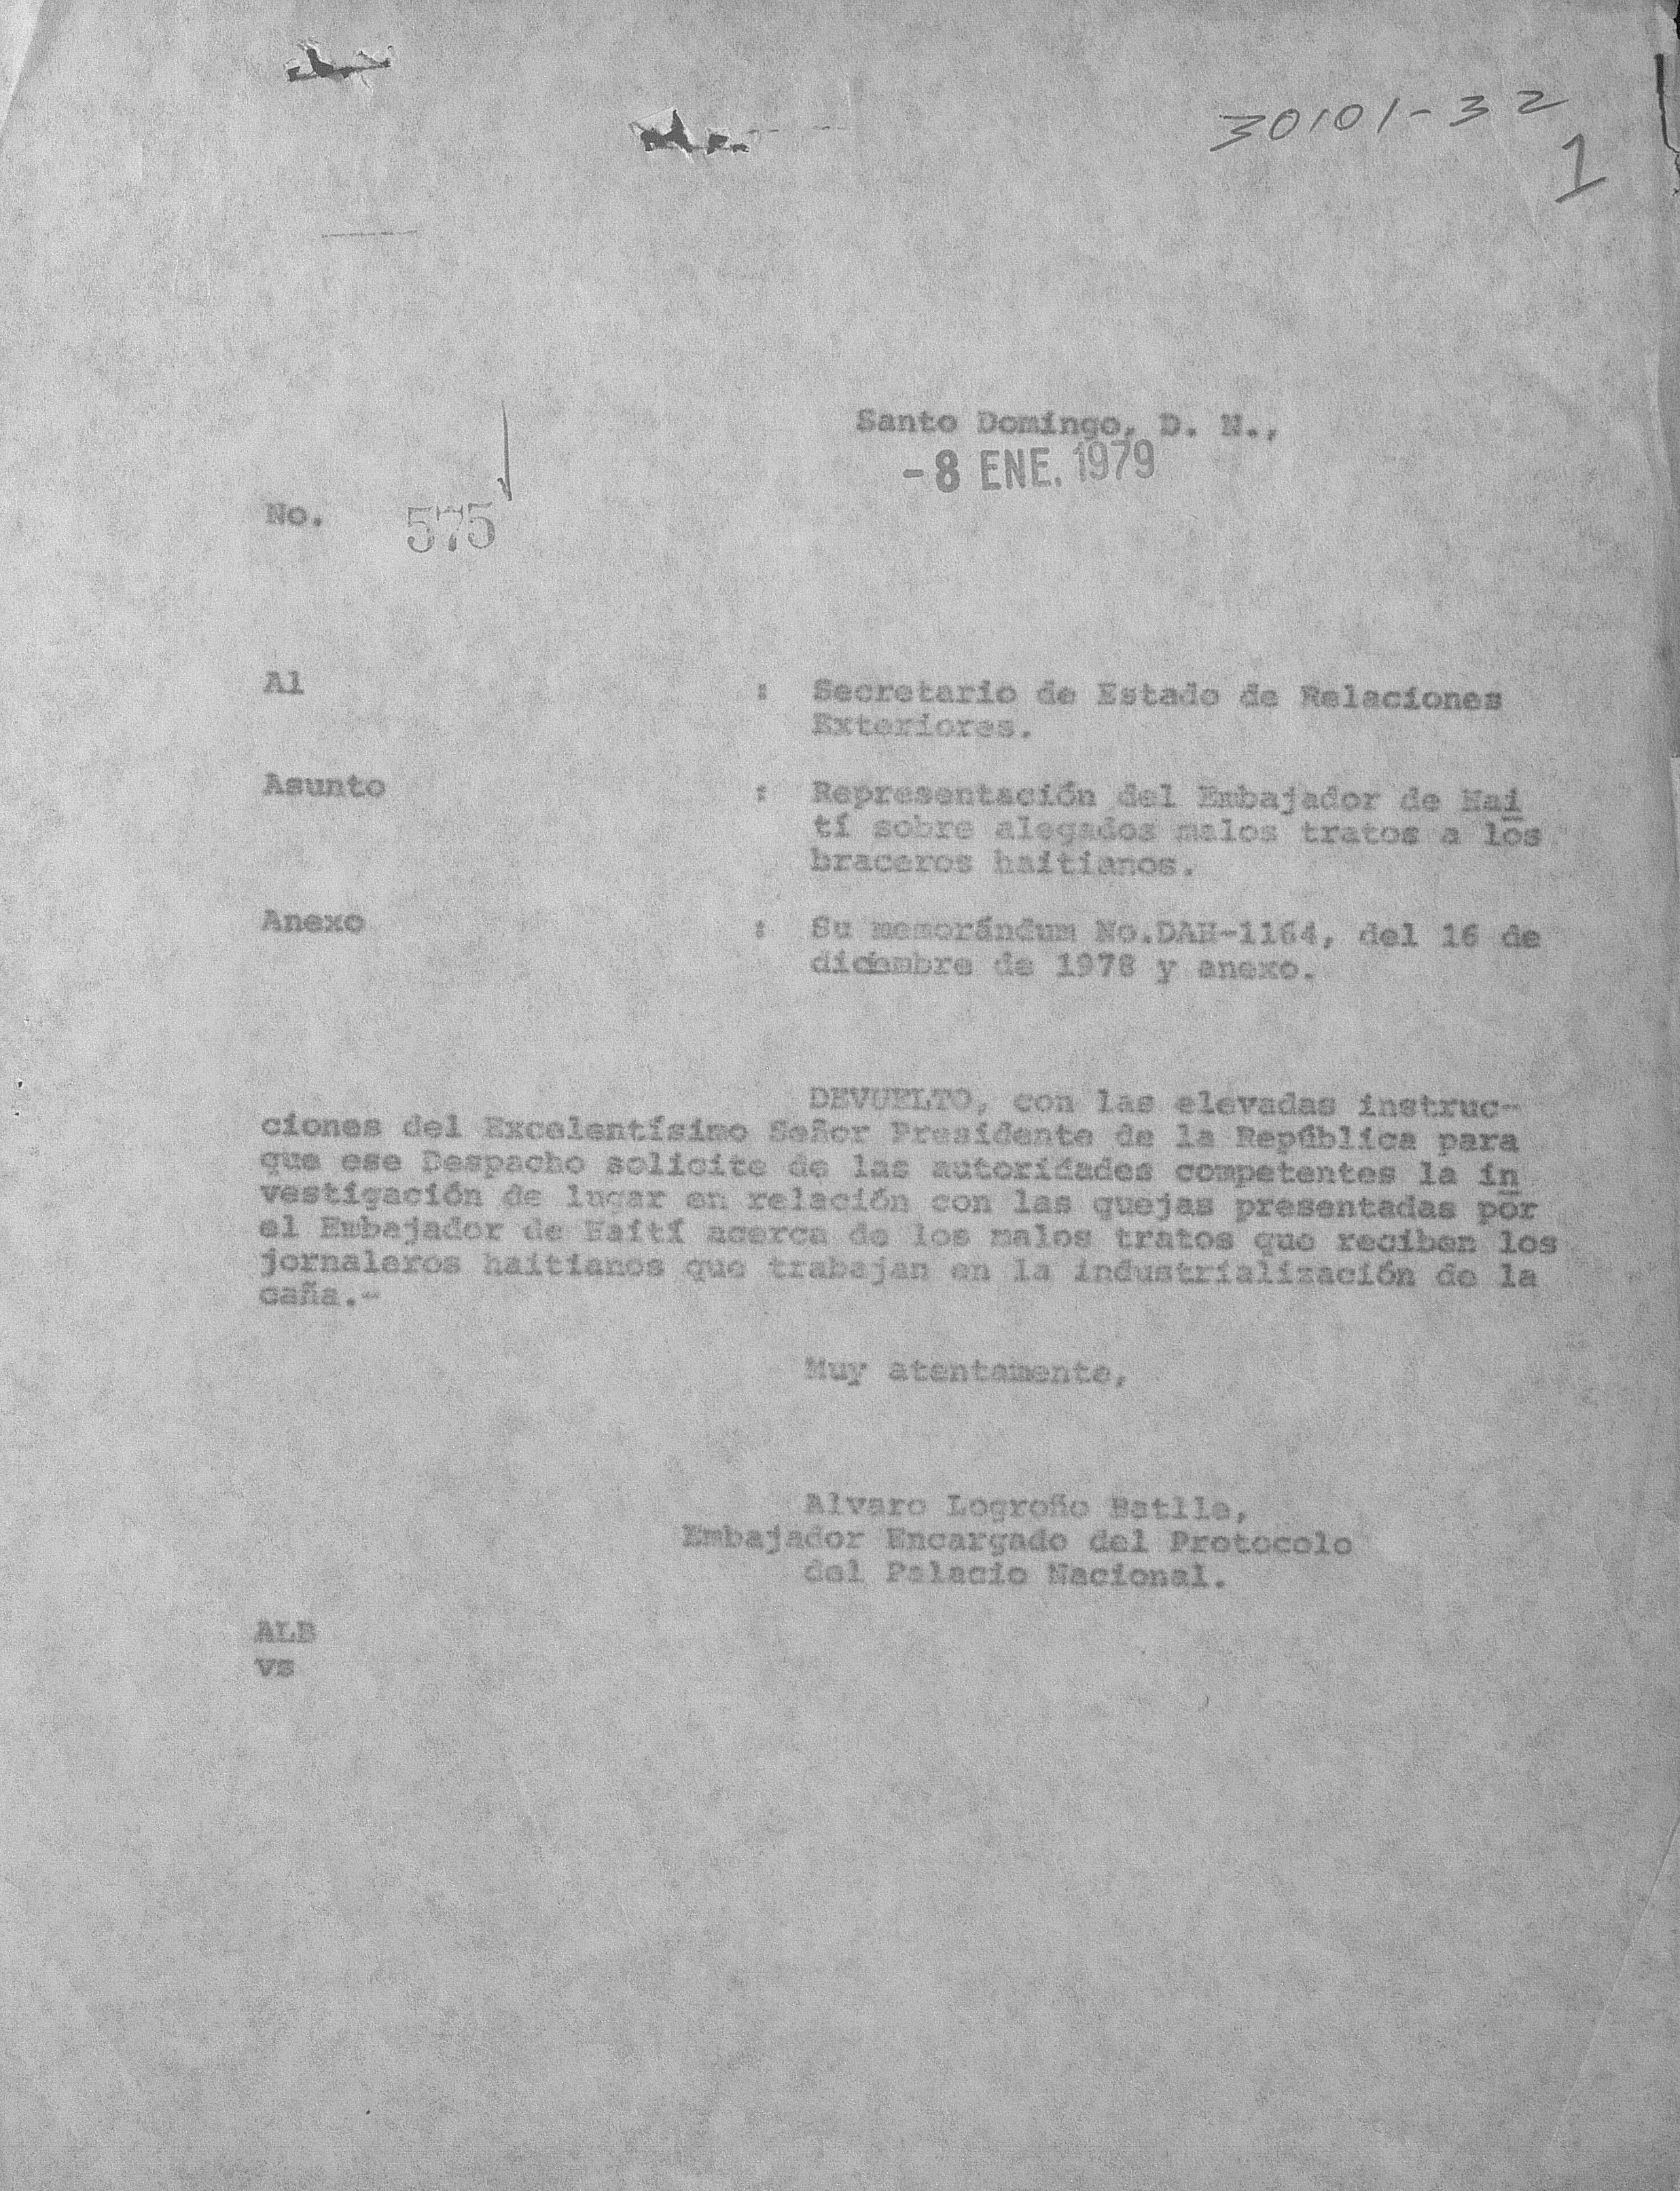 30101-32
1
Santo Domingo, D. N.,
-8 ENE. 1979
No. 575
Al : Secretario de Estado de Relaciones
Exteriores.
Asunto : Representación del Embajador de Hai
tí sobre alegados malos tratos a los
braceros haitianos.
Anexo : Su memorándum No.DAH-1164, del 16 de
diciembre de 1978 y anexo.
DEVUELTO, con las elevadas instruc-
ciones del Excelentísimo Señor Presidente de la República para
que ese Despacho solicite de las autoridades competentes la in
vestigación de lugar en relación con las quejas presentadas por
el Embajador de Haití acerca de los malos tratos que reciben los
jornaleros haitianos que trabajan en la industrialización de la
caña.-
Muy atentamente,
Alvaro Logroño Batlle,
Embajador Encargado del Protocolo
del Palacio Nacional.
ALB
vs